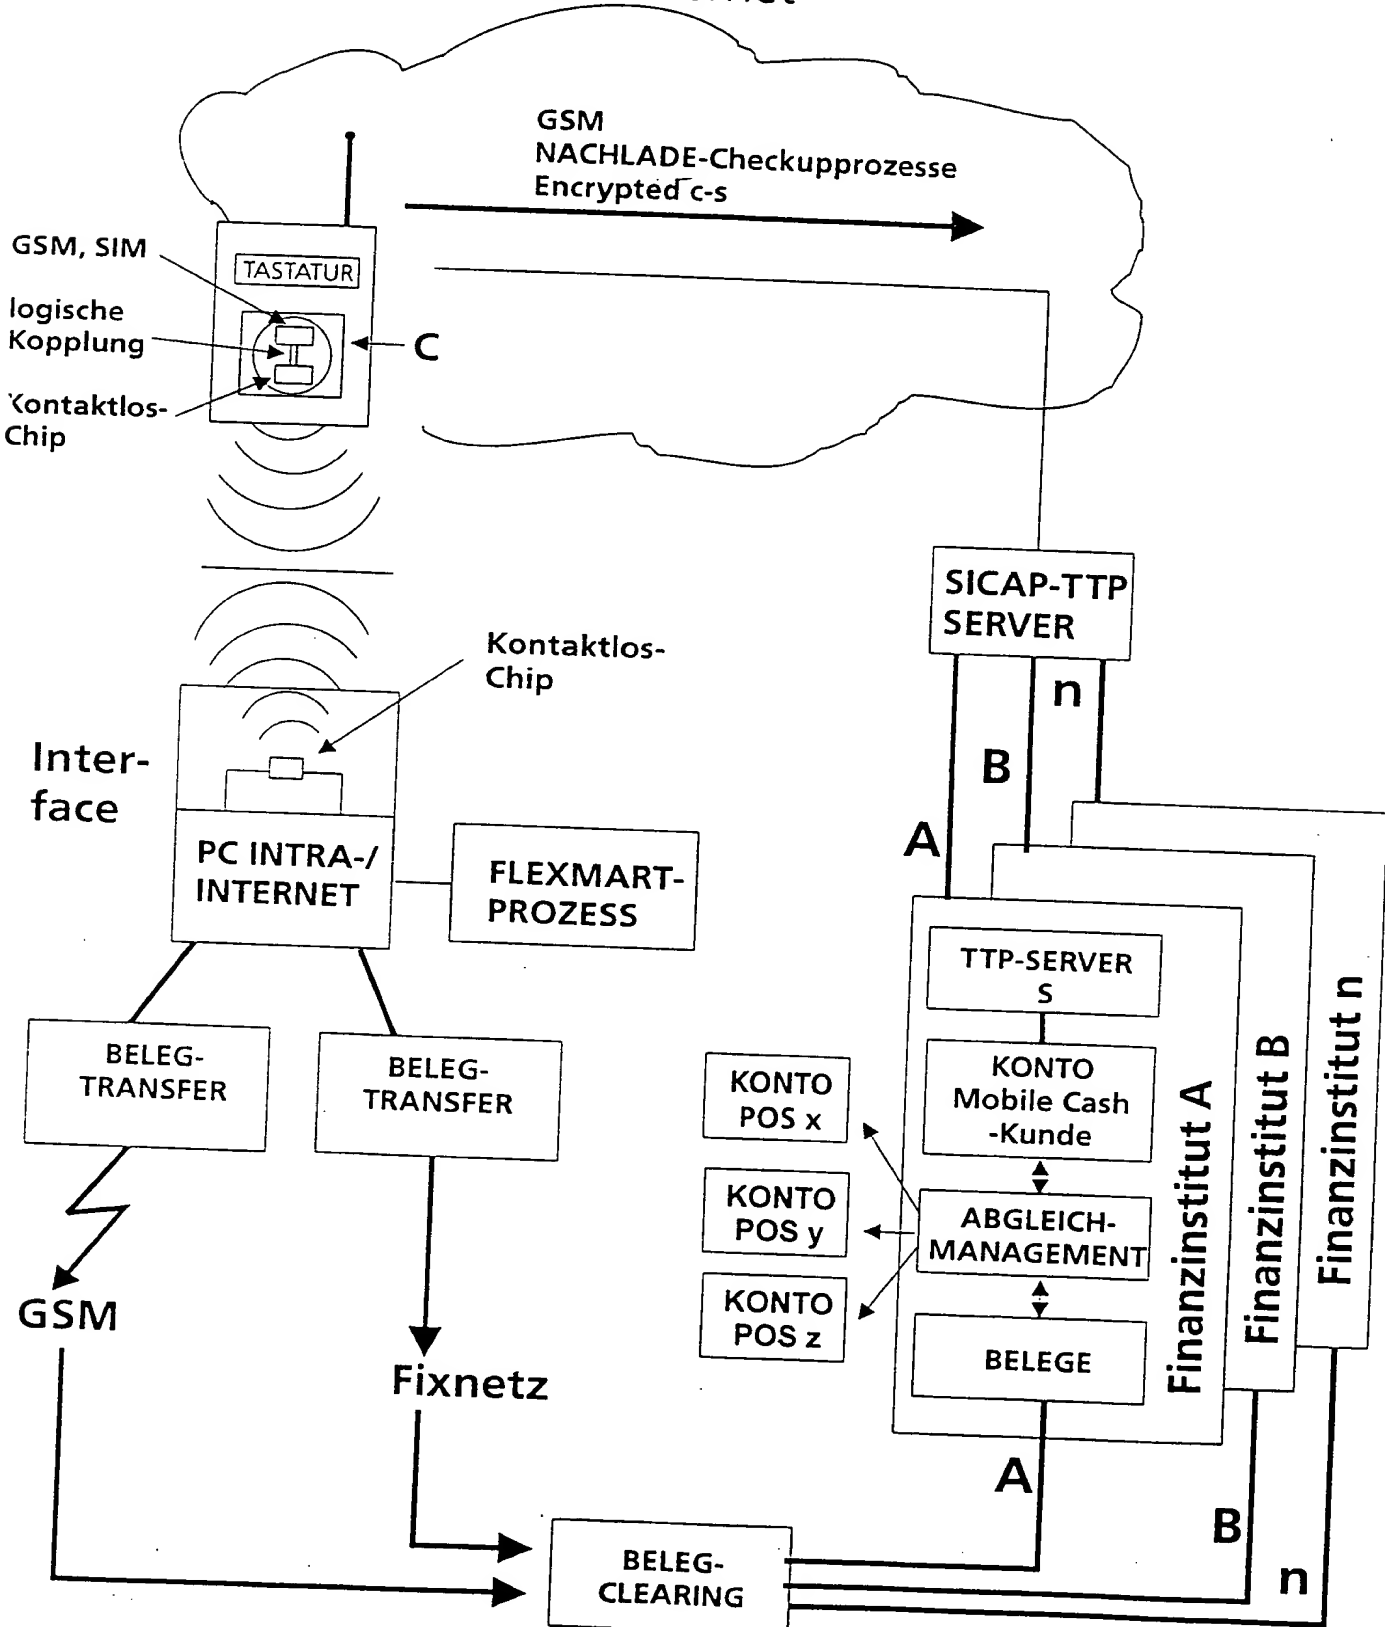 GSM
NACHLADE-Checkupprozesse
Encrypted c-s
GSM, SIM
TASTATUR
logische
Kopplung
C
Kontaktlos-
Chip
SICAP-TTP
SERVER
Kontaktlos-
Chip
n
Inter-
face
B
A
PC INTRA-/
INTERNET
FLEXMART-
PROZESS
TTP-SERVER
S
BELEG-
TRANSFER
BELEG-
TRANSFER
KONTO
POS x
KONTO
Mobile Cash
-Kunde
KONTO
POS y
ABGLEICH-
MANAGEMENT
KONTO
POS z
BELEGE
Finanzinstitut A
Finanzinstitut B
Finanzinstitut n
GSM
Fixnetz
A
B
n
BELEG-
CLEARING